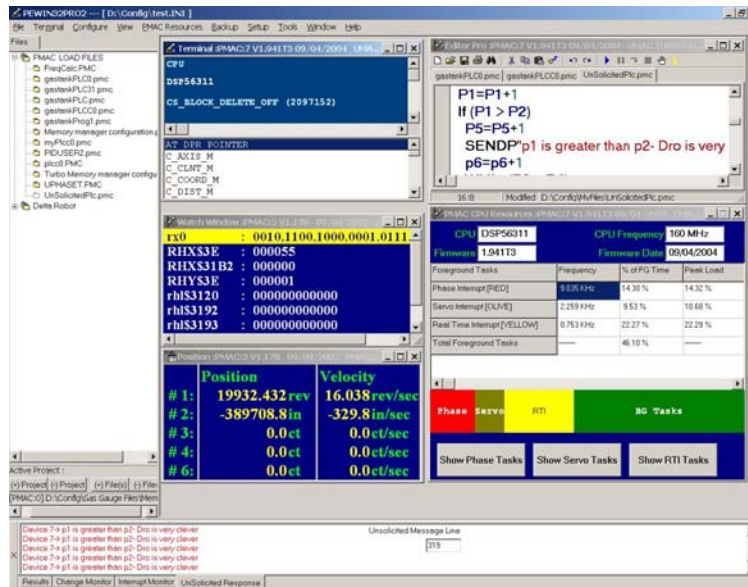 PEWIN32PRO2 --- [ D:\Config\test.INI ]
File Terminal Configure View PMAC Resources Backup Setup Tools Window Help
Files
PMAC LOAD FILES
FreqCalc.PMC
gastankPLC0.pmc
gastankPLC31.pmc
gastankPLC.pmc
gastankPLCC0.pmc
gastankProg1.pmc
Memory manager configuration.p
myPlcc0.pmc
PIDUSER2.pmc
plcc0.PMC
Turbo Memory manager configu
UPHASET.PMC
UnSolicitedPlc.pmc
Delta Robot
Active Project :
(+) Project (-) Project (+) File(s) (-) File
[PMAC:0] D:\Config\Gas Gauge Files\Mem
Terminal :PMAC:7 V1.941T3 09/04/2004
CPU
DSP56311
CS_BLOCK_DELETE_OFF (2097152)
AT DPR POINTER
C_AXIS_M
C_CLNT_M
C_COORD_M
C_DIST_M
Watch Window :PMAC:2 V1.17B
rx0 : 0010,1100,1000,0001,0111
RHX$3E : 000055
RHX$31B2 : 000000
RHY$3E : 000001
rhl$3120 : 000000000000
rhl$3192 : 000000000000
rhl$3193 : 000000000000
Position :PMAC:2 V1.17B
Position Velocity
# 1: 19932.432 rev 16.038 rev/sec
# 2: -389708.8 in -329.8 in/sec
# 3: 0.0 ct 0.0 ct/sec
# 4: 0.0 ct 0.0 ct/sec
# 6: 0.0 ct 0.0 ct/sec
Editor Pro :PMAC:7 V1.941T3 09/04/2004
gastankPLC0.pmc gastankPLCC0.pmc UnSolicitedPlc.pmc
P1=P1+1
If (P1 > P2)
P5=P5+1
SENDP"p1 is greater than p2- Dro is very
p6=p6+1
16:8 Modified D:\Config\MyFiles\UnSolicitedPlc.pmc
PMAC CPU Resources :PMAC:7 V1.941T3
CPU DSP56311 CPU Frequency 160 MHz
Firmware 1.941T3 Firmware Date 09/04/2004
Foreground Tasks Frequency % of FG Time Peak Load
Phase Interrupt [RED] 9.035 KHz 14.30 % 14.32 %
Servo Interrupt [OLIVE] 2.259 KHz 9.53 % 10.68 %
Real Time Interrupt [YELLOW] 0.753 KHz 22.27 % 22.29 %
Total Foreground Tasks ----- 46.10 % -----
Phase Servo RTI BG Tasks
Show Phase Tasks Show Servo Tasks Show RTI Tasks
Device 7-> p1 is greater than p2- Dro is very clever
Device 7-> p1 is greater than p2- Dro is very clever
Device 7-> p1 is greater than p2- Dro is very clever
Device 7-> p1 is greater than p2- Dro is very clever
Device 7-> p1 is greater than p2- Dro is very clever
Unsolicited Message Line
319
Results Change Monitor Interrupt Monitor UnSolicited Response